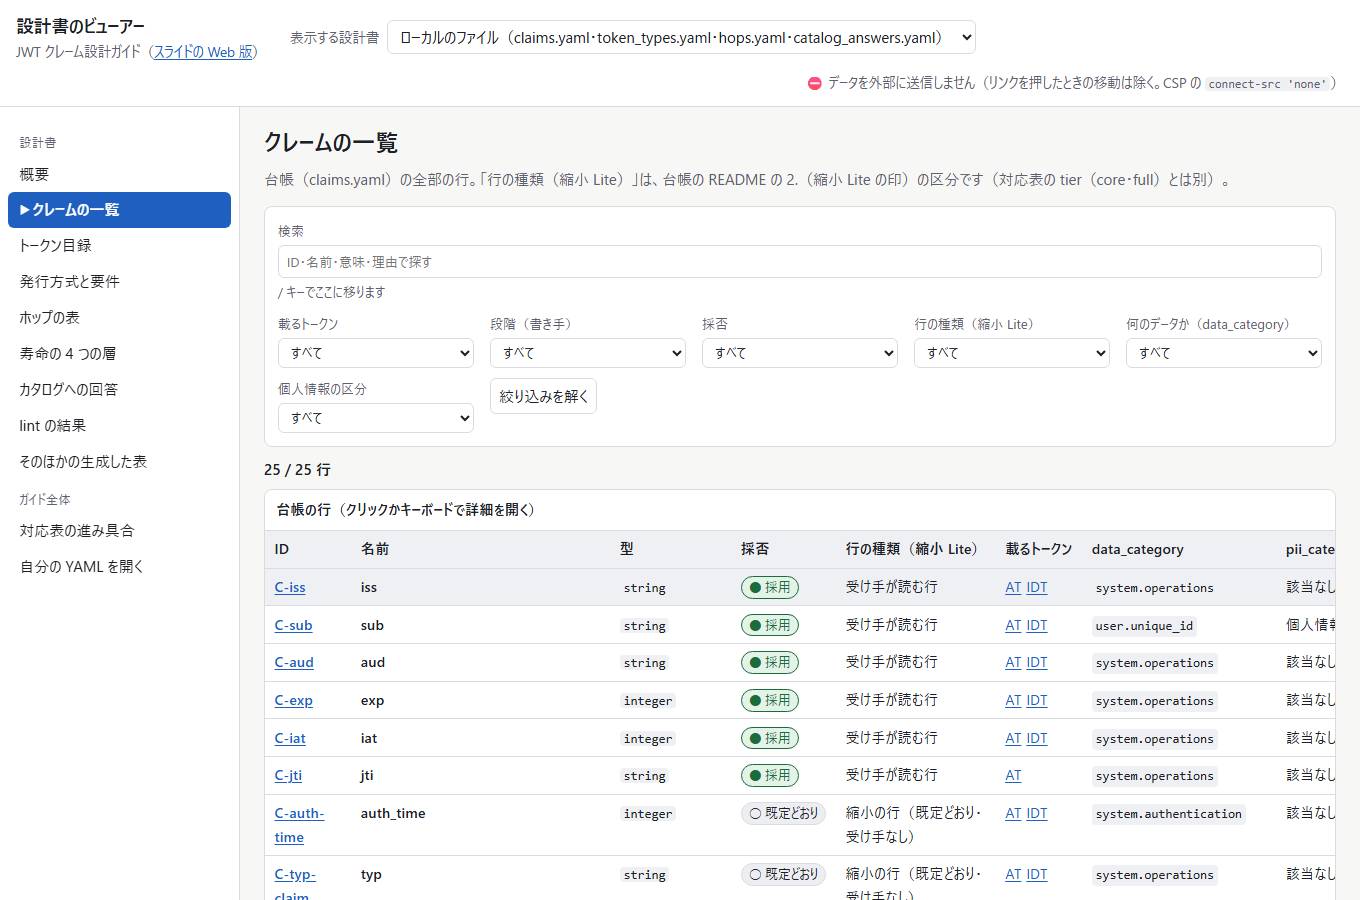 設計書のビューアー
JWT クレーム設計ガイド（スライドの Web 版）
表示する設計書 ローカルのファイル（claims.yaml･token_types.yaml･hops.yaml･catalog_answers.yaml）
⛔ データを外部に送信しません（リンクを押したときの移動は除く。CSP の connect-src 'none' ）
設計書
概要
▶クレームの一覧
トークン目録
発行方式と要件
ホップの表
寿命の 4 つの層
カタログへの回答
lint の結果
そのほかの生成した表
ガイド全体
対応表の進み具合
自分の YAML を開く
クレームの一覧
台帳（claims.yaml）の全部の行。「行の種類（縮小 Lite）」は、台帳の README の 2.（縮小 Lite の印）の区分です（対応表の tier（core･full）とは別）。
検索
ID･名前･意味･理由で探す
/ キーでここに移ります
載るトークン 段階（書き手） 採否 行の種類（縮小 Lite） 何のデータか（data_category）
すべて すべて すべて すべて すべて
個人情報の区分
すべて 絞り込みを解く
25 / 25 行
台帳の行（クリックかキーボードで詳細を開く）
ID 名前 型 採否 行の種類（縮小 Lite） 載るトークン data_category pii_cate
C-iss iss string ● 採用 受け手が読む行 AT IDT system.operations 該当なし
C-sub sub string ● 採用 受け手が読む行 AT IDT user.unique_id 個人情
C-aud aud string ● 採用 受け手が読む行 AT IDT system.operations 該当なし
C-exp exp integer ● 採用 受け手が読む行 AT IDT system.operations 該当なし
C-iat iat integer ● 採用 受け手が読む行 AT IDT system.operations 該当なし
C-jti jti string ● 採用 受け手が読む行 AT system.operations 該当なし
C-auth-time auth_time integer ○ 既定どおり 縮小の行（既定どおり･受け手なし） AT IDT system.authentication 該当なし
C-typ-claim typ string ○ 既定どおり 縮小の行（既定どおり･受け手なし） AT IDT system.operations 該当なし